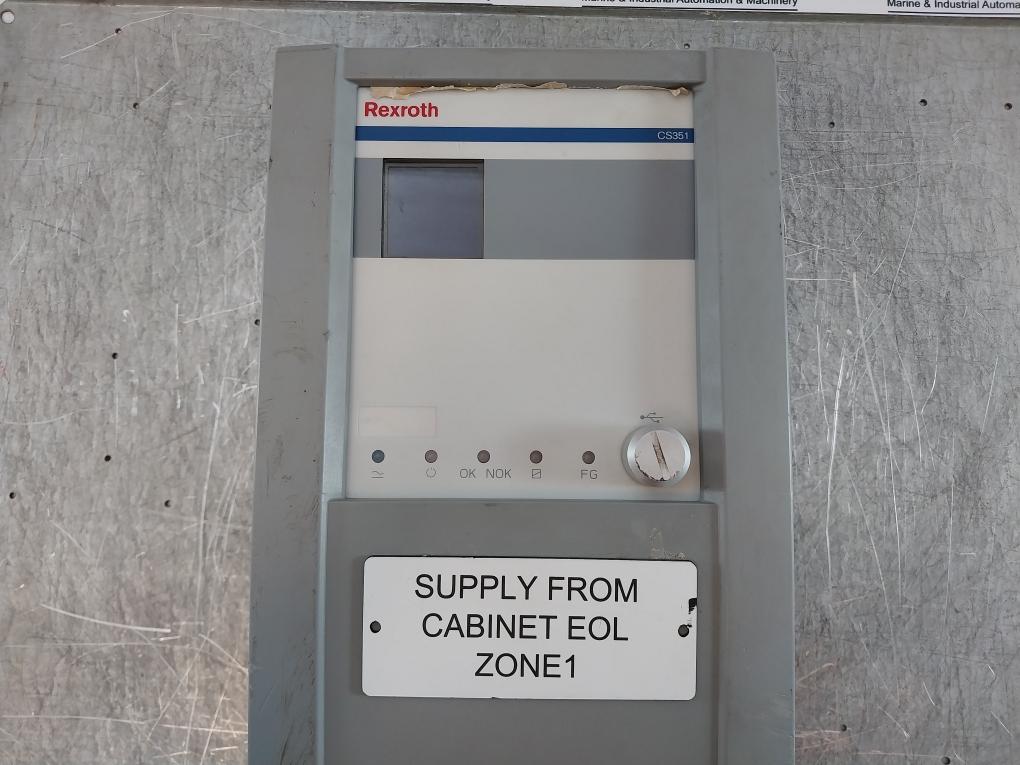 Marine & Industrial Automation & Machinery
Marine & Industrial Automa
Rexroth
CS351
OK NOK FG
SUPPLY FROM
CABINET EOL
ZONE1